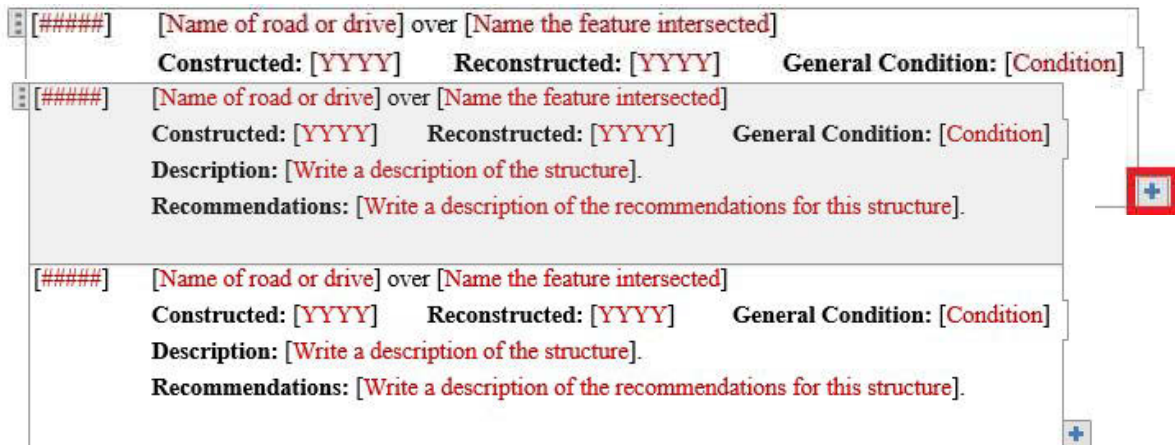 [#####] [Name of road or drive] over [Name the feature intersected]
Constructed: [YYYY] Reconstructed: [YYYY] General Condition: [Condition]
[#####] [Name of road or drive] over [Name the feature intersected]
Constructed: [YYYY] Reconstructed: [YYYY] General Condition: [Condition]
Description: [Write a description of the structure].
Recommendations: [Write a description of the recommendations for this structure].
[#####] [Name of road or drive] over [Name the feature intersected]
Constructed: [YYYY] Reconstructed: [YYYY] General Condition: [Condition]
Description: [Write a description of the structure].
Recommendations: [Write a description of the recommendations for this structure].